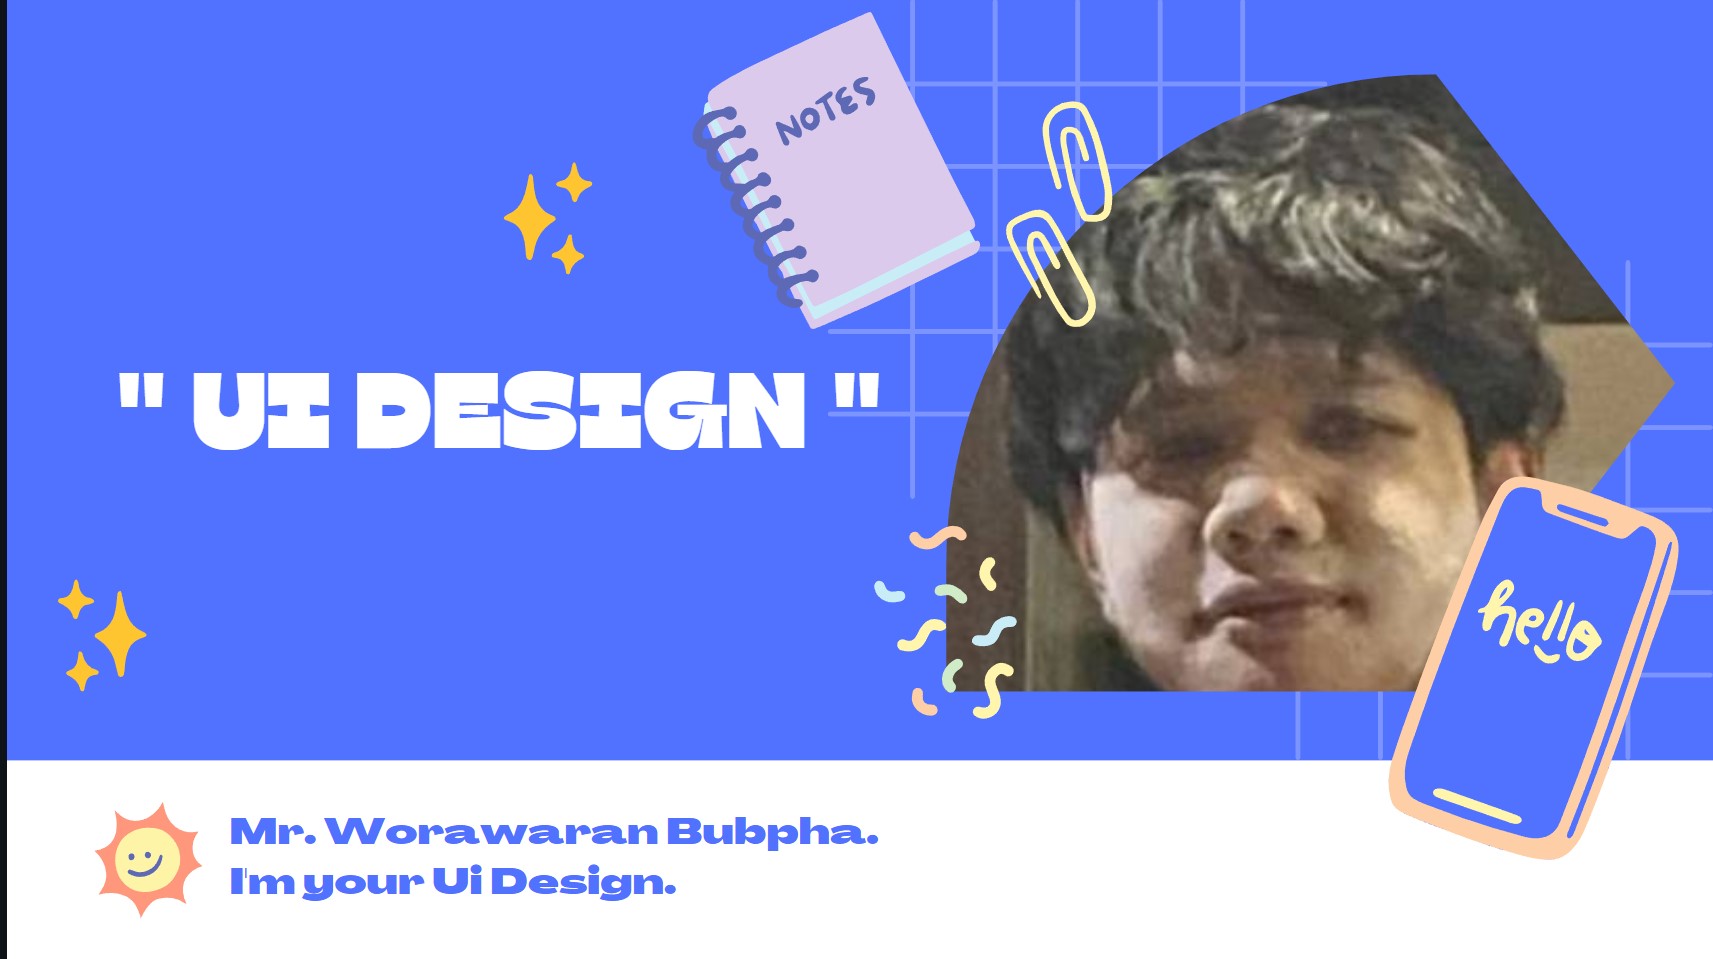 NOTES
" UI DESIGN "
hello
Mr. Worawaran Bubpha.
I'm your Ui Design.